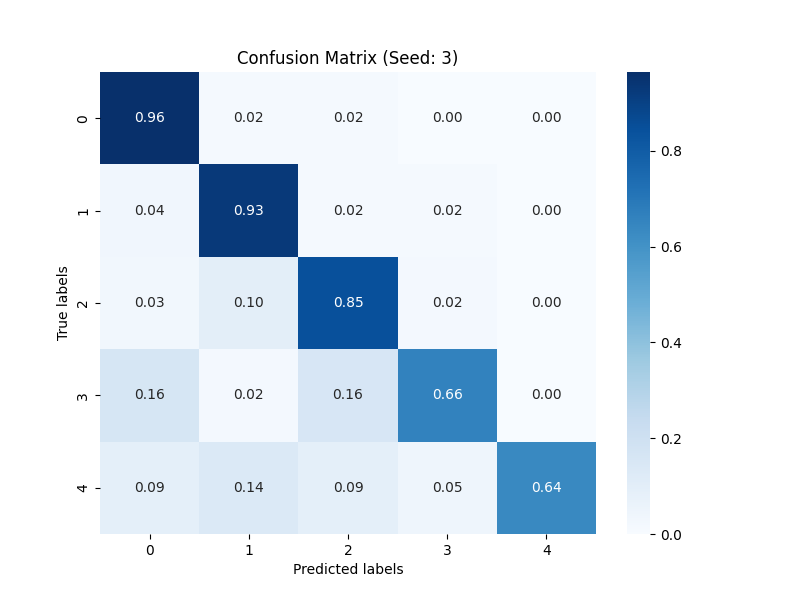 Confusion Matrix (Seed: 3)
True labels
0 0.96 0.02 0.02 0.00 0.00
1 0.04 0.93 0.02 0.02 0.00
2 0.03 0.10 0.85 0.02 0.00
3 0.16 0.02 0.16 0.66 0.00
4 0.09 0.14 0.09 0.05 0.64
0 1 2 3 4
Predicted labels
0.8
0.6
0.4
0.2
0.0